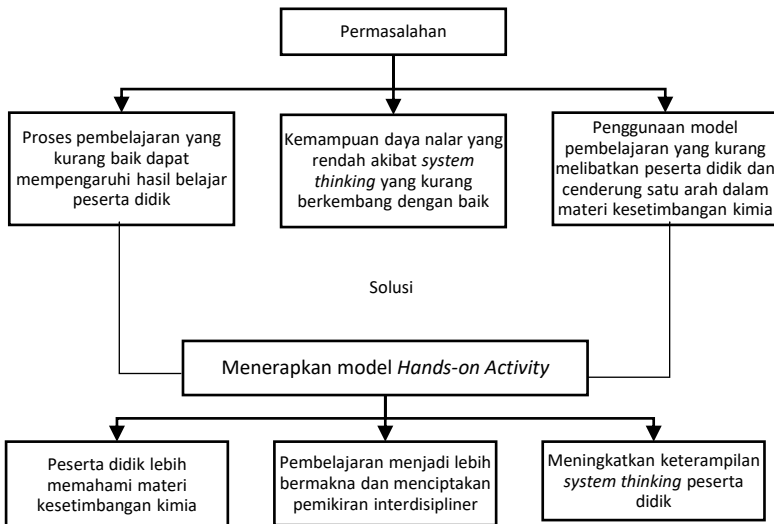 Permasalahan
Proses pembelajaran yang
kurang baik dapat
mempengaruhi hasil belajar
peserta didik
Kemampuan daya nalar yang
rendah akibat system
thinking yang kurang
berkembang dengan baik
Penggunaan model
pembelajaran yang kurang
melibatkan peserta didik dan
cenderung satu arah dalam
materi kesetimbangan kimia
Solusi
Menerapkan model Hands-on Activity
Peserta didik lebih
memahami materi
kesetimbangan kimia
Pembelajaran menjadi lebih
bermakna dan menciptakan
pemikiran interdisipliner
Meningkatkan keterampilan
system thinking peserta
didik